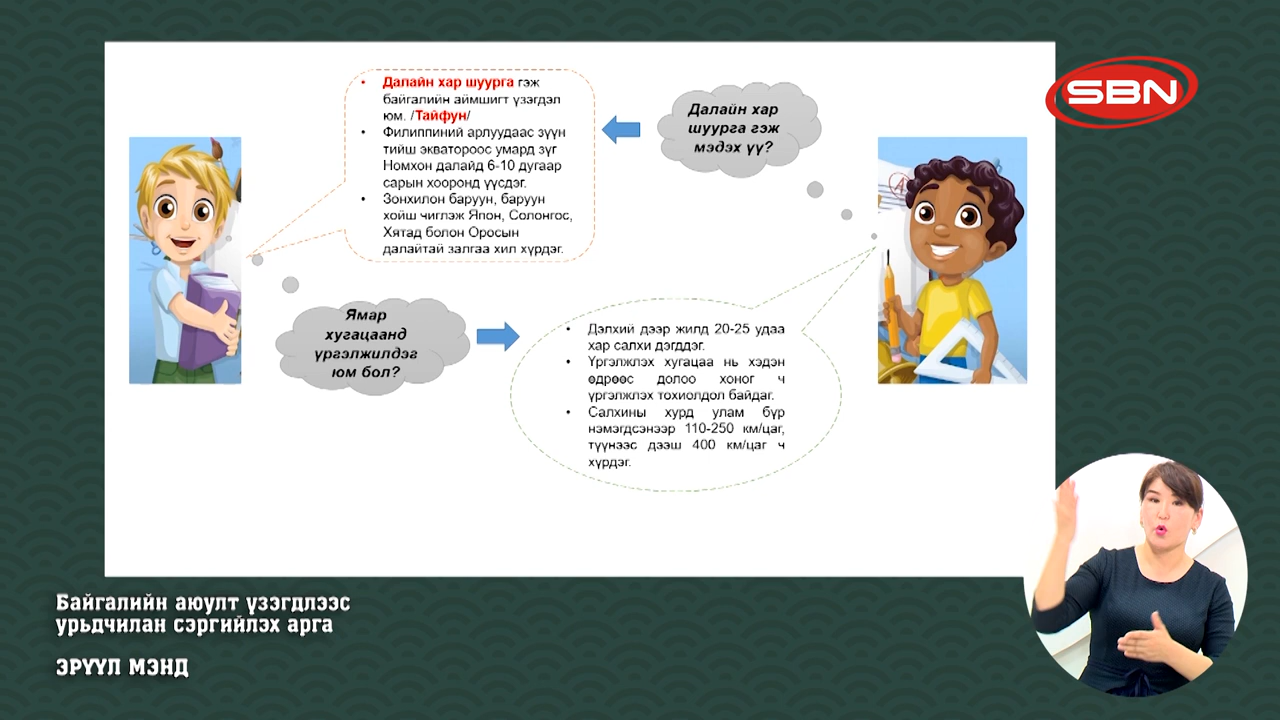 SBN
Далайн хар
шуурга гэж
мэдэх үү?
• Далайн хар шуурга гэж
байгалийн аймшигт үзэгдэл
юм. /Тайфун/
• Филиппиний арлуудаас зүүн
тийш экватороос умард зүг
Номхон далайд 6-10 дугаар
сарын хооронд үүсдэг.
• Зонхилон баруун, баруун
хойш чиглэж Япон, Солонгос,
Хятад болон Оросын
далайтай залгаа хил хүрдэг.
Ямар
хугацаанд
үргэлжилдэг
юм бол?
• Дэлхий дээр жилд 20-25 удаа
хар салхи дэгддэг.
• Үргэлжлэх хугацаа нь хэдэн
өдрөөс долоо хоног ч
үргэлжлэх тохиолдол байдаг.
• Салхины хурд улам бүр
нэмэгдсэнээр 110-250 км/цаг,
түүнээс дээш 400 км/цаг ч
хүрдэг.
Байгалийн аюулт үзэгдлээс
урьдчилан сэргийлэх арга
ЭРҮҮЛ МЭНД